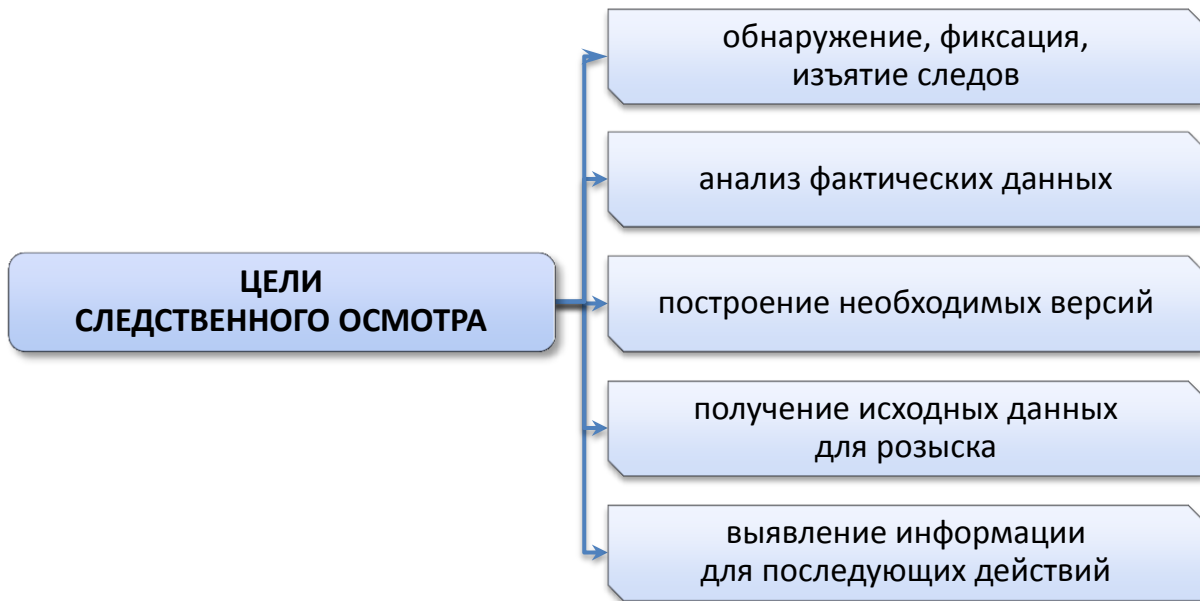 ЦЕЛИ
СЛЕДСТВЕННОГО ОСМОТРА
обнаружение, фиксация,
изъятие следов
анализ фактических данных
построение необходимых версий
получение исходных данных
для розыска
выявление информации
для последующих действий